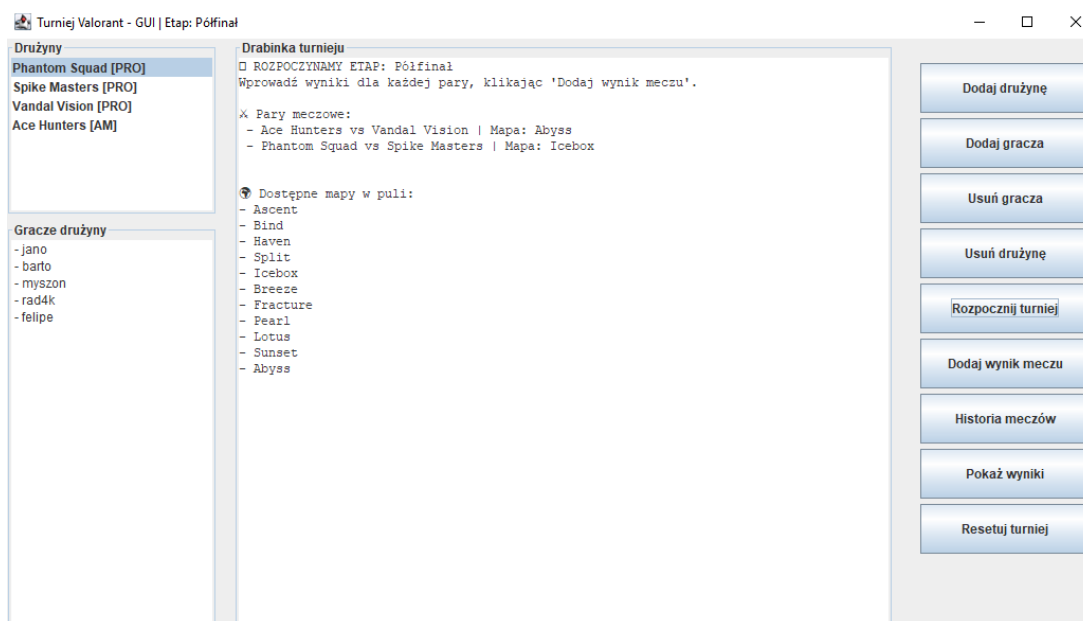 Turniej Valorant - GUI | Etap: Półfinał
Drużyny
Phantom Squad [PRO]
Spike Masters [PRO]
Vandal Vision [PRO]
Ace Hunters [AM]
Gracze drużyny
- jano
- barto
- myszon
- rad4k
- felipe
Drabinka turnieju
□ ROZPOCZYNAMY ETAP: Półfinał
Wprowadź wyniki dla każdej pary, klikając 'Dodaj wynik meczu'.
⚔ Pary meczowe:
- Ace Hunters vs Vandal Vision | Mapa: Abyss
- Phantom Squad vs Spike Masters | Mapa: Icebox
🌍 Dostępne mapy w puli:
- Ascent
- Bind
- Haven
- Split
- Icebox
- Breeze
- Fracture
- Pearl
- Lotus
- Sunset
- Abyss
Dodaj drużynę
Dodaj gracza
Usuń gracza
Usuń drużynę
Rozpocznij turniej
Dodaj wynik meczu
Historia meczów
Pokaż wyniki
Resetuj turniej